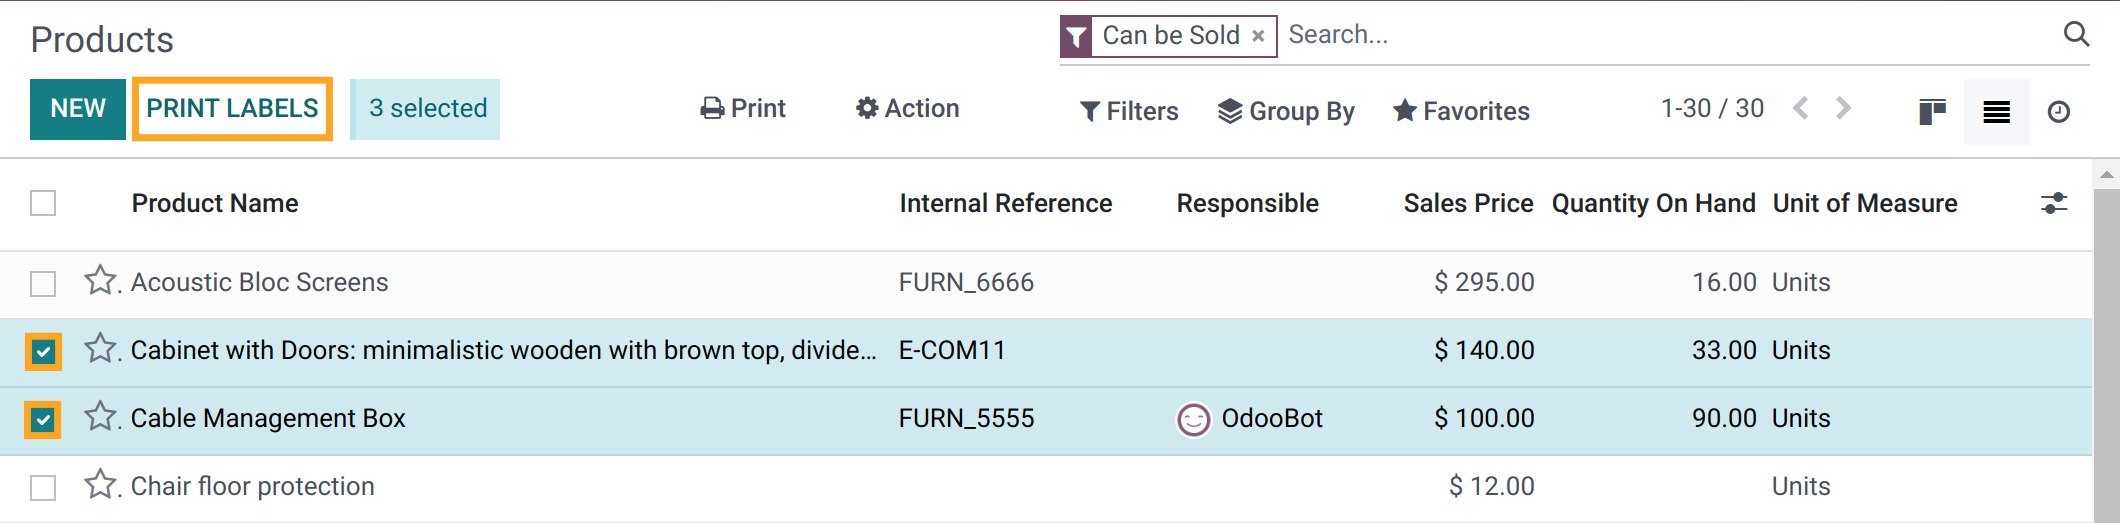 Products
Can be Sold × Search...
NEW PRINT LABELS 3 selected Print Action Filters Group By Favorites 1-30 / 30
Product Name Internal Reference Responsible Sales Price Quantity On Hand Unit of Measure
Acoustic Bloc Screens FURN_6666 $ 295.00 16.00 Units
Cabinet with Doors: minimalistic wooden with brown top, divide... E-COM11 $ 140.00 33.00 Units
Cable Management Box FURN_5555 OdooBot $ 100.00 90.00 Units
Chair floor protection $ 12.00 Units